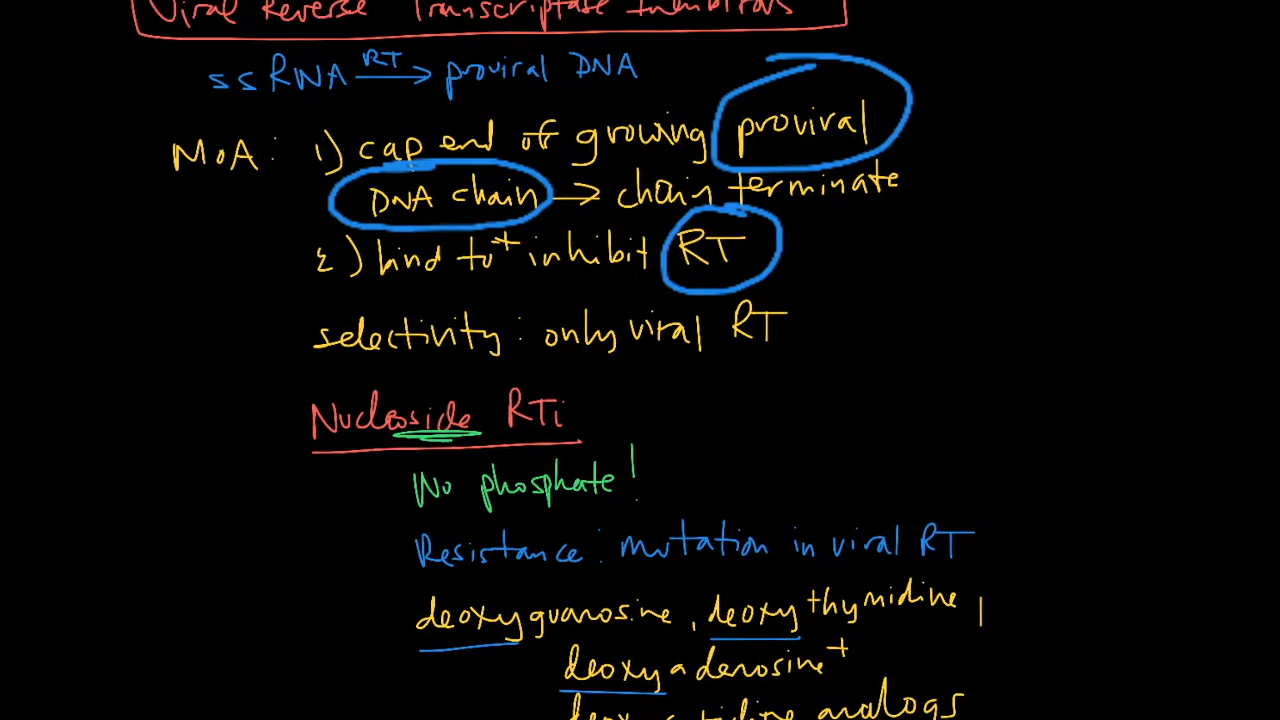 Viral Reverse Transcriptase Inhibitors
ssRNA RT → proviral DNA
MoA: 1) cap end of growing proviral
DNA chain → chain terminate
2) bind to + inhibit RT
selectivity: only viral RT
Nucleoside RTi
No phosphate!
Resistance: mutation in viral RT
deoxyguanosine, deoxythymidine,
deoxyadenosine +
analogs